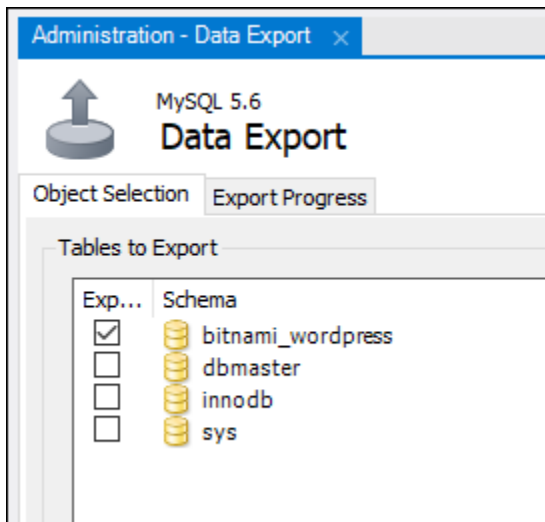 Administration - Data Export ×
MySQL 5.6
Data Export
Object Selection Export Progress
Tables to Export
Exp... Schema
bitnami_wordpress
dbmaster
innodb
sys